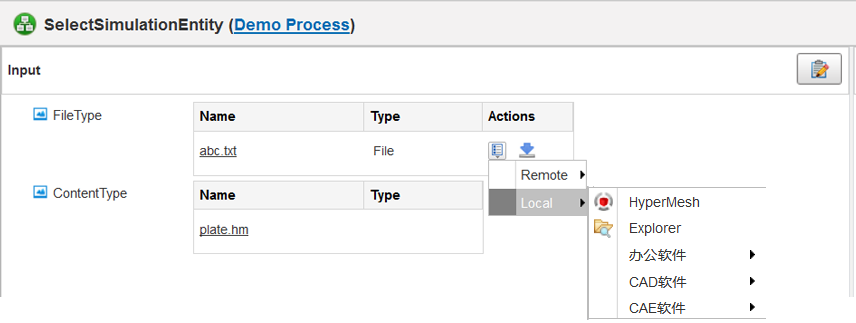 SelectSimulationEntity (Demo Process)
Input
FileType
Name Type Actions
abc.txt File
Remote
ContentType
Name Type
Local
HyperMesh
plate.hm
Explorer
办公软件
CAD软件
CAE软件